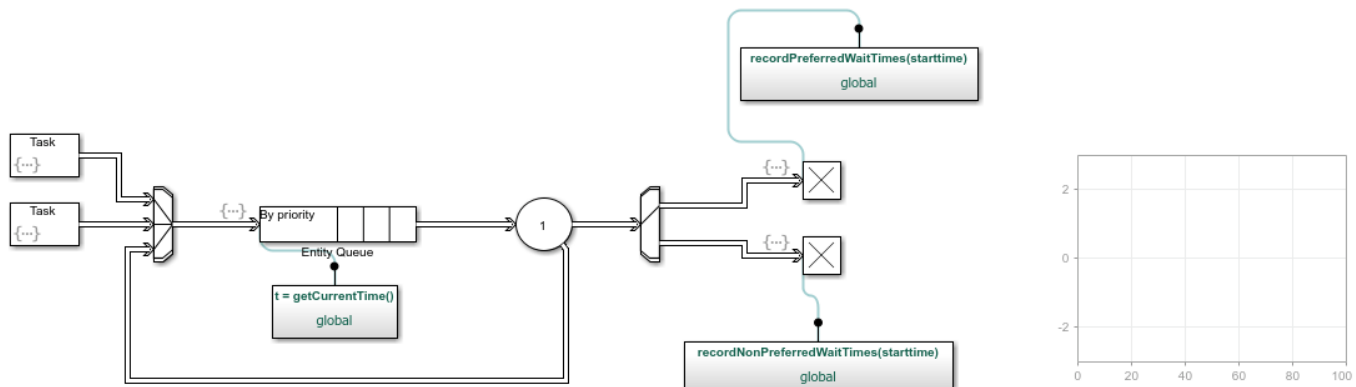 recordPreferredWaitTimes(starttime)
global
Task
{...}
{...}
Task
{...}
{...}
By priority
1
Entity Queue
{...}
t = getCurrentTime()
global
recordNonPreferredWaitTimes(starttime)
global
2
0
-2
0 20 40 60 80 100